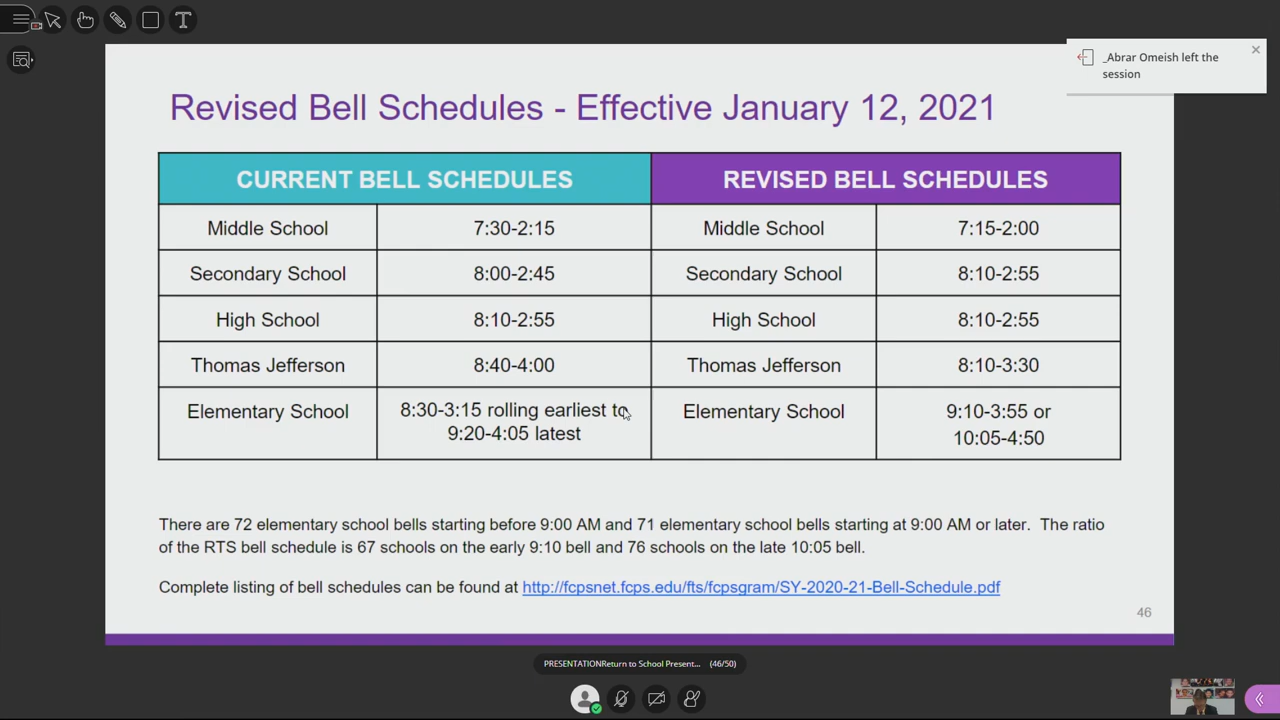 _Abrar Omeish left the
session
Revised Bell Schedules - Effective January 12, 2021
CURRENT BELL SCHEDULES
REVISED BELL SCHEDULES
Middle School 7:30-2:15 Middle School 7:15-2:00
Secondary School 8:00-2:45 Secondary School 8:10-2:55
High School 8:10-2:55 High School 8:10-2:55
Thomas Jefferson 8:40-4:00 Thomas Jefferson 8:10-3:30
Elementary School 8:30-3:15 rolling earliest to Elementary School 9:10-3:55 or
9:20-4:05 latest 10:05-4:50
There are 72 elementary school bells starting before 9:00 AM and 71 elementary school bells starting at 9:00 AM or later. The ratio
of the RTS bell schedule is 67 schools on the early 9:10 bell and 76 schools on the late 10:05 bell.
Complete listing of bell schedules can be found at http://fcpsnet.fcps.edu/fts/fcpsgram/SY-2020-21-Bell-Schedule.pdf
46
PRESENTATIONReturn to School Present... (46/50)